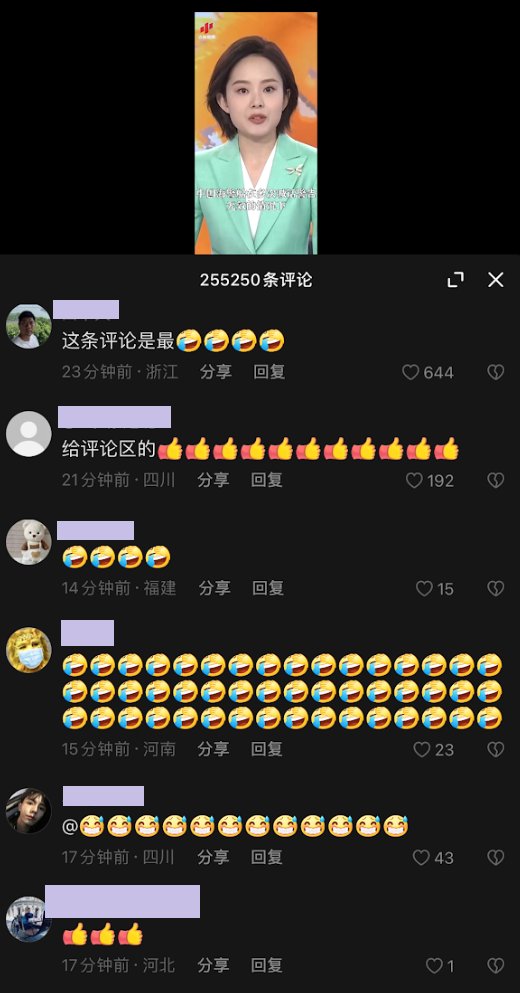 255250条评论
这条评论是最🤣🤣🤣🤣
23分钟前 · 浙江 分享 回复 644
给评论区的👍👍👍👍👍👍👍👍👍👍👍
21分钟前 · 四川 分享 回复 192
🤣🤣🤣🤣
14分钟前 · 福建 分享 回复 15
🤣🤣🤣🤣🤣🤣🤣🤣🤣🤣🤣🤣🤣🤣🤣🤣
🤣🤣🤣🤣🤣🤣🤣🤣🤣🤣🤣🤣🤣🤣🤣🤣
🤣🤣🤣🤣🤣🤣🤣🤣🤣🤣🤣🤣🤣🤣🤣🤣
15分钟前 · 河南 分享 回复 23
@😅😅😅😅😅😅😅😅😅😅😅😅
17分钟前 · 四川 分享 回复 43
👍👍👍
17分钟前 · 河北 分享 回复 1